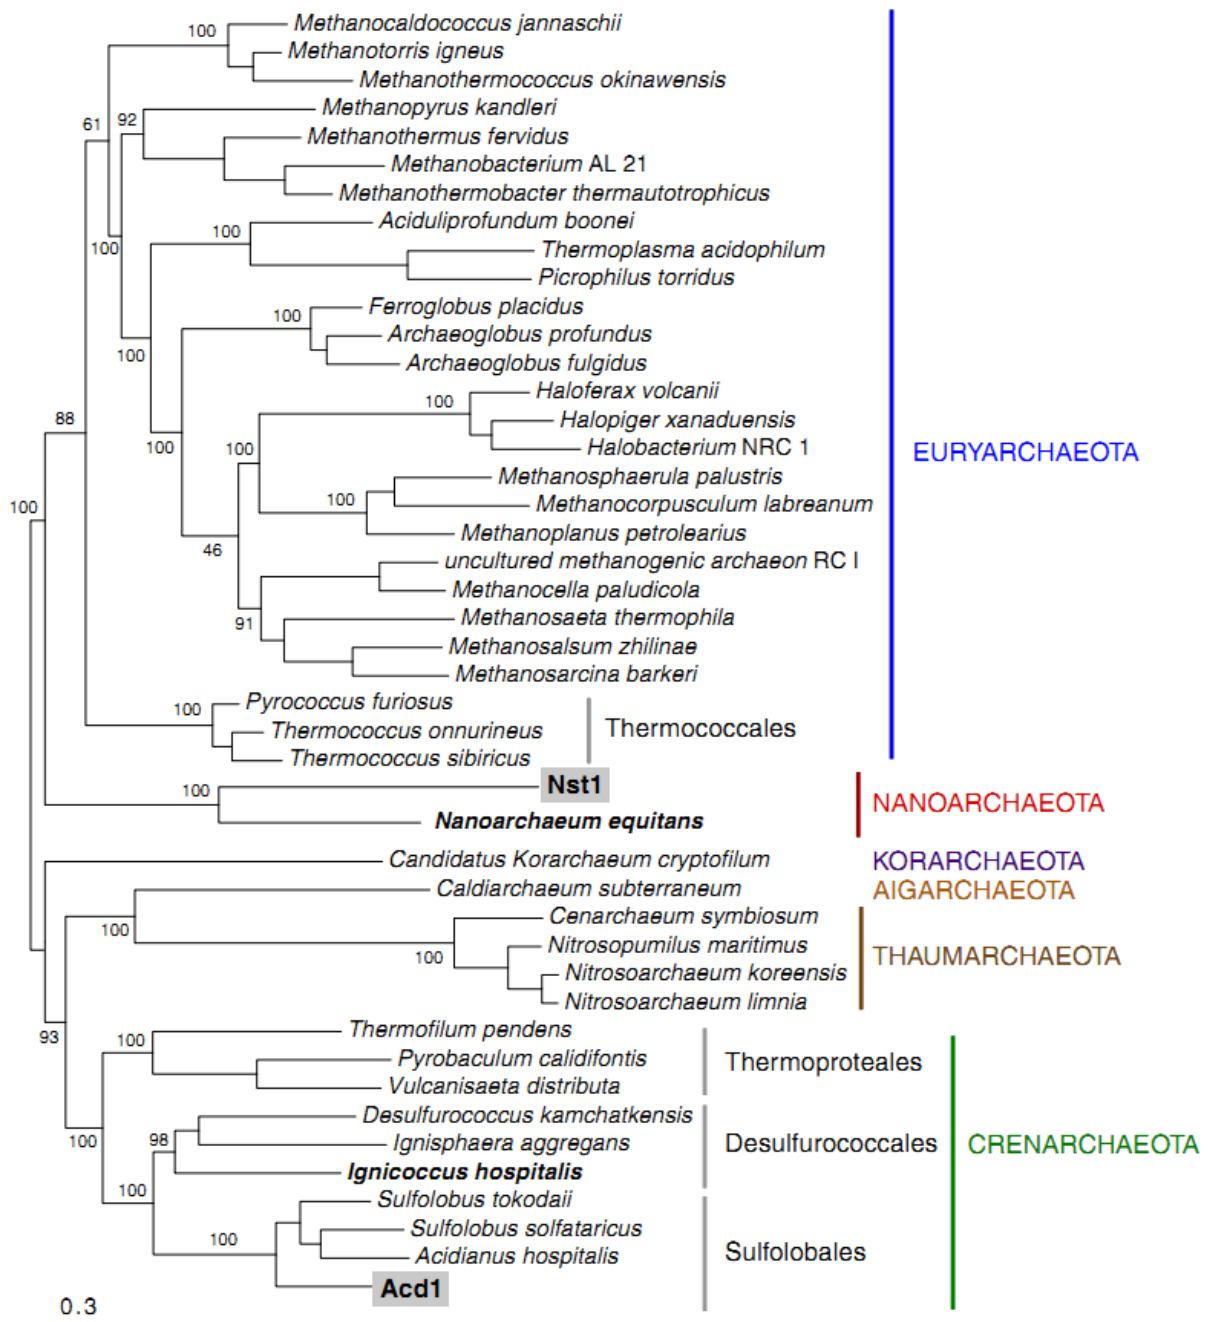 100
Methanocaldococcus jannaschii
Methanotorris igneus
Methanothermococcus okinawensis
61
92
Methanopyrus kandleri
Methanothermus fervidus
Methanobacterium AL 21
Methanothermobacter thermautotrophicus
100
100
Aciduliprofundum boonei
Thermoplasma acidophilum
Picrophilus torridus
100
100
Ferroglobus placidus
Archaeoglobus profundus
Archaeoglobus fulgidus
88
100
100
100
Haloferax volcanii
Halopiger xanaduensis
Halobacterium NRC 1
EURYARCHAEOTA
100
100
Methanosphaerula palustris
Methanocorpusculum labreanum
Methanoplanus petrolearius
46
uncultured methanogenic archaeon RC I
Methanocella paludicola
91
Methanosaeta thermophila
Methanosalsum zhilinae
Methanosarcina barkeri
100
Pyrococcus furiosus
Thermococcus onnurineus
Thermococcus sibiricus
Thermococcales
100
Nst1
Nanoarchaeum equitans
NANOARCHAEOTA
Candidatus Korarchaeum cryptofilum
KORARCHAEOTA
Caldiarchaeum subterraneum
AIGARCHAEOTA
100
100
Cenarchaeum symbiosum
Nitrosopumilus maritimus
Nitrosoarchaeum koreensis
Nitrosoarchaeum limnia
THAUMARCHAEOTA
93
100
Thermofilum pendens
Pyrobaculum calidifontis
Vulcanisaeta distributa
Thermoproteales
100
98
Desulfurococcus kamchatkensis
Ignisphaera aggregans
Ignicoccus hospitalis
Desulfurococcales
CRENARCHAEOTA
100
100
Sulfolobus tokodaii
Sulfolobus solfataricus
Acidianus hospitalis
Acd1
Sulfolobales
0.3